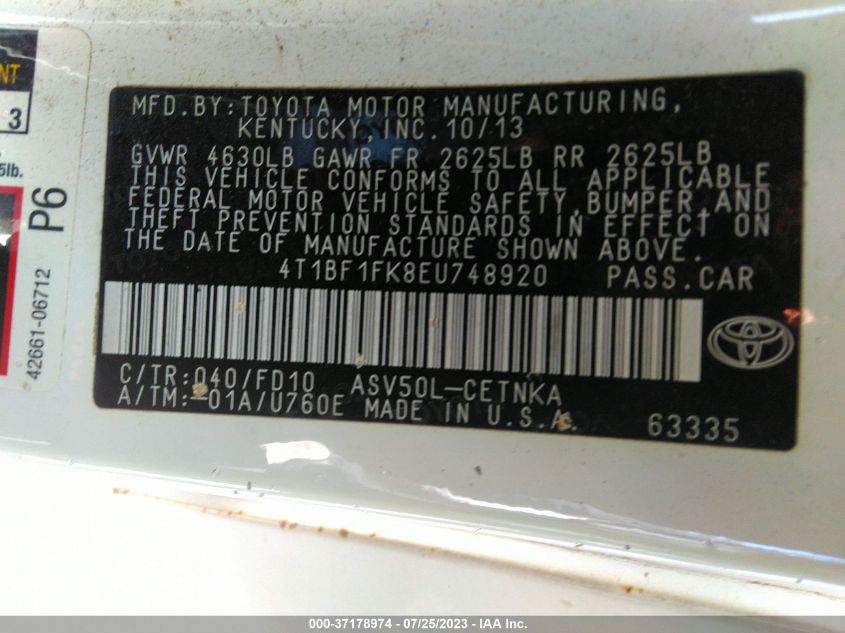 MFD. BY: TOYOTA MOTOR MANUFACTURING,
KENTUCKY, INC. 10/13
GVWR 4630LB GAWR FR 2625LB RR 2625LB
THIS VEHICLE CONFORMS TO ALL APPLICABLE
FEDERAL MOTOR VEHICLE SAFETY, BUMPER, AND
THEFT PREVENTION STANDARDS IN EFFECT ON
THE DATE OF MANUFACTURE SHOWN ABOVE.
4T1BF1FK8EU748920 PASS.CAR
C/TR: 040/FD10 ASV50L-CETNKA
A/TM:-01A/U760E MADE IN U.S.A.
63335
3
5lb.
P6
42661-06712
000-37178974 - 07/25/2023 - IAA Inc.